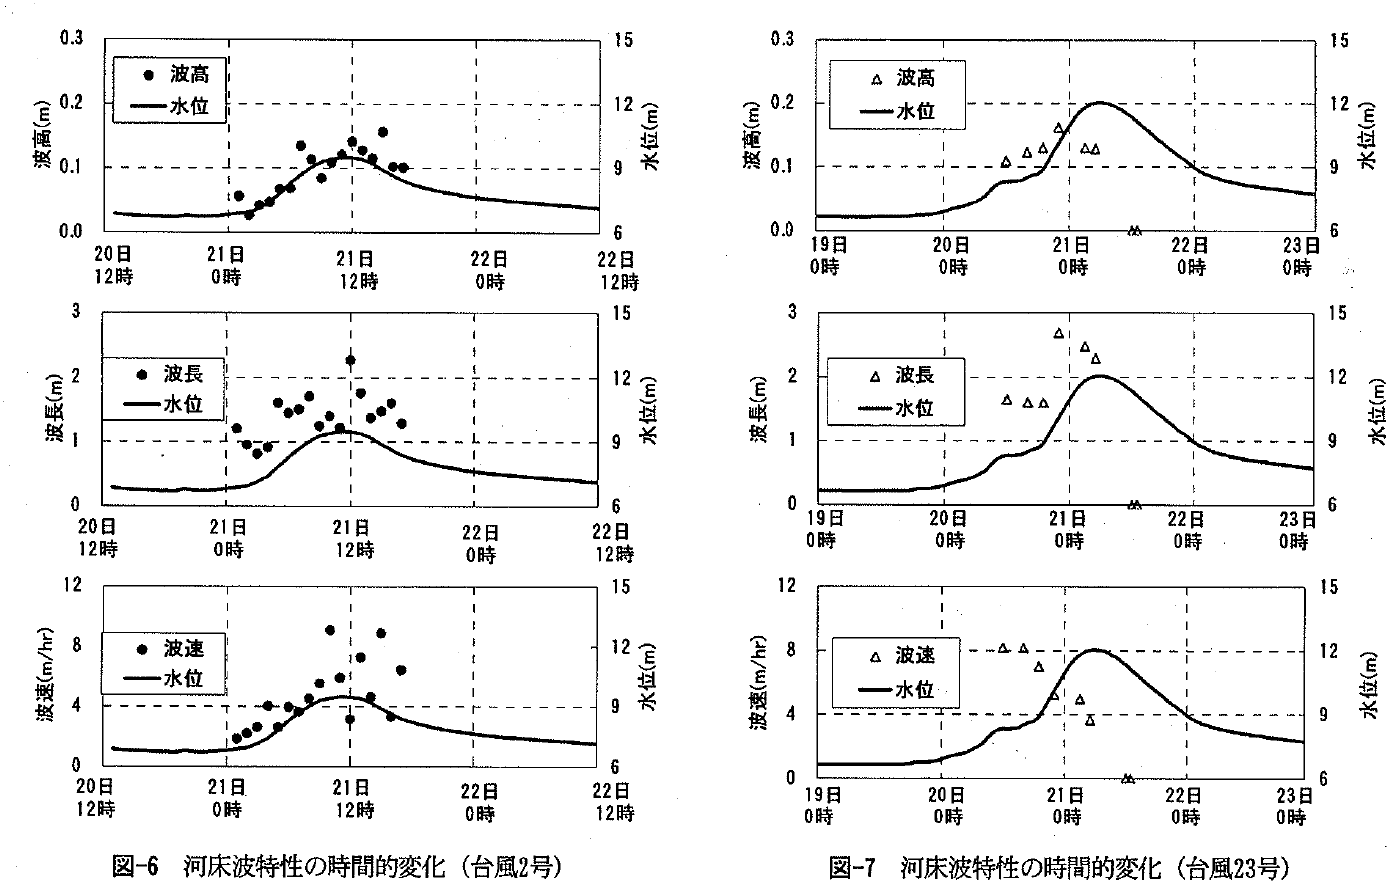 0.3
0.2
0.1
0.0
波高(m)
● 波高
水位
15
12
9
6
水位(m)
20日 21日 21日 22日 22日
12時 0時 12時 0時 12時
3
2
1
0
波長(m)
● 波長
水位
15
12
9
6
水位(m)
20日 21日 21日 22日 22日
12時 0時 12時 0時 12時
12
8
4
0
波速(m/hr)
● 波速
水位
15
12
9
6
水位(m)
20日 21日 21日 22日 22日
12時 0時 12時 0時 12時
図-6 河床波特性の時間的変化（台風2号）
0.3
0.2
0.1
0.0
波高(m)
△ 波高
水位
15
12
9
6
水位(m)
19日 20日 21日 22日 23日
0時 0時 0時 0時 0時
3
2
1
0
波長(m)
△ 波長
水位
15
12
9
6
水位(m)
19日 20日 21日 22日 23日
0時 0時 0時 0時 0時
12
8
4
0
波速(m/hr)
△ 波速
水位
15
12
9
6
水位(m)
19日 20日 21日 22日 23日
0時 0時 0時 0時 0時
図-7 河床波特性の時間的変化（台風23号）